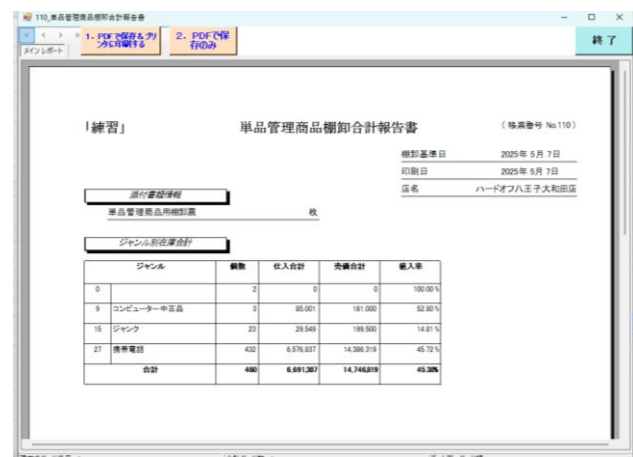 110_単品管理商品棚卸合計報告書
メインレポート
1．PDFで保存＆プリンタに印刷する
2．PDFで保存のみ
終了
「練習」
単品管理商品棚卸合計報告書
（帳票番号 No.110）
棚卸基準日 2025年 5月 7日
印刷日 2025年 5月 7日
店名 ハードオフ八王子大和田店
添付書類情報
単品管理商品用棚卸票 枚
ジャンル別在庫合計
ジャンル 個数 仕入合計 売価合計 値入率
0 2 0 0 100.00 %
9 コンピューター中古品 3 85,001 161,000 52.80 %
15 ジャンク 23 29,549 199,500 14.81 %
27 携帯電話 432 6,576,837 14,386,319 45.72 %
合計 460 6,691,387 14,746,819